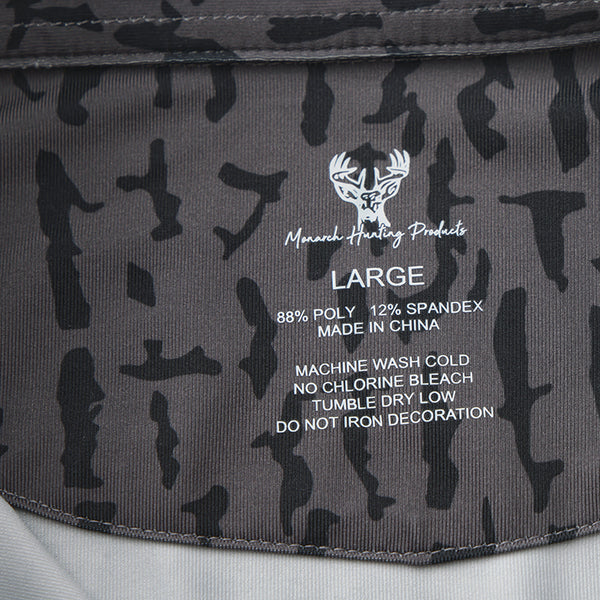 Monarch Hunting Products
LARGE
88% POLY 12% SPANDEX
MADE IN CHINA
MACHINE WASH COLD
NO CHLORINE BLEACH
TUMBLE DRY LOW
DO NOT IRON DECORATION